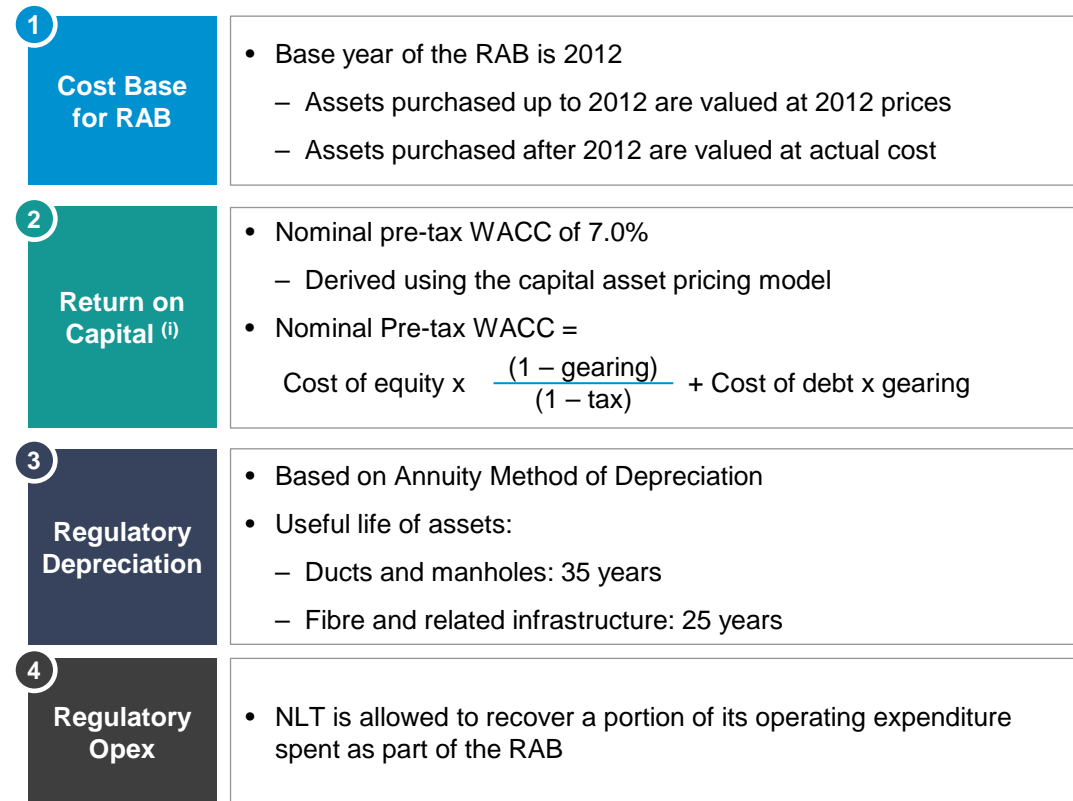 1
Cost Base
for RAB
• Base year of the RAB is 2012
– Assets purchased up to 2012 are valued at 2012 prices
– Assets purchased after 2012 are valued at actual cost
2
Return on
Capital (i)
• Nominal pre-tax WACC of 7.0%
– Derived using the capital asset pricing model
• Nominal Pre-tax WACC =
(1 – gearing)
Cost of equity x + Cost of debt x gearing
(1 – tax)
3
Regulatory
Depreciation
• Based on Annuity Method of Depreciation
• Useful life of assets:
– Ducts and manholes: 35 years
– Fibre and related infrastructure: 25 years
4
Regulatory
Opex
• NLT is allowed to recover a portion of its operating expenditure
spent as part of the RAB